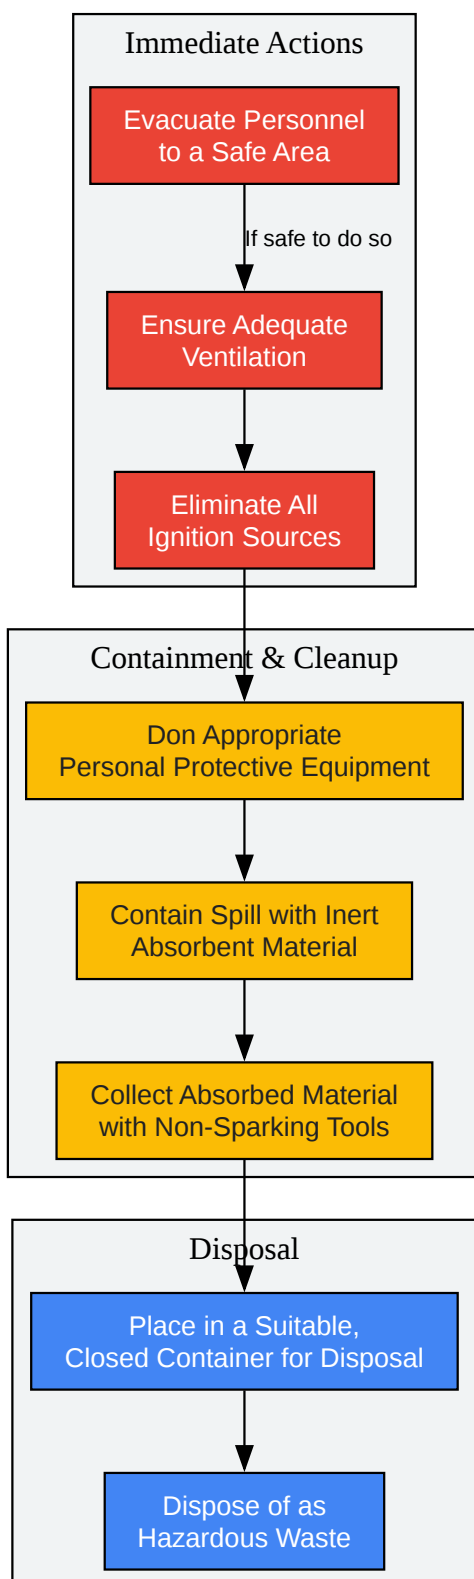 Immediate Actions
Evacuate Personnel
to a Safe Area
If safe to do so
Ensure Adequate
Ventilation
Eliminate All
Ignition Sources
Containment & Cleanup
Don Appropriate
Personal Protective Equipment
Contain Spill with Inert
Absorbent Material
Collect Absorbed Material
with Non-Sparking Tools
Disposal
Place in a Suitable,
Closed Container for Disposal
Dispose of as
Hazardous Waste